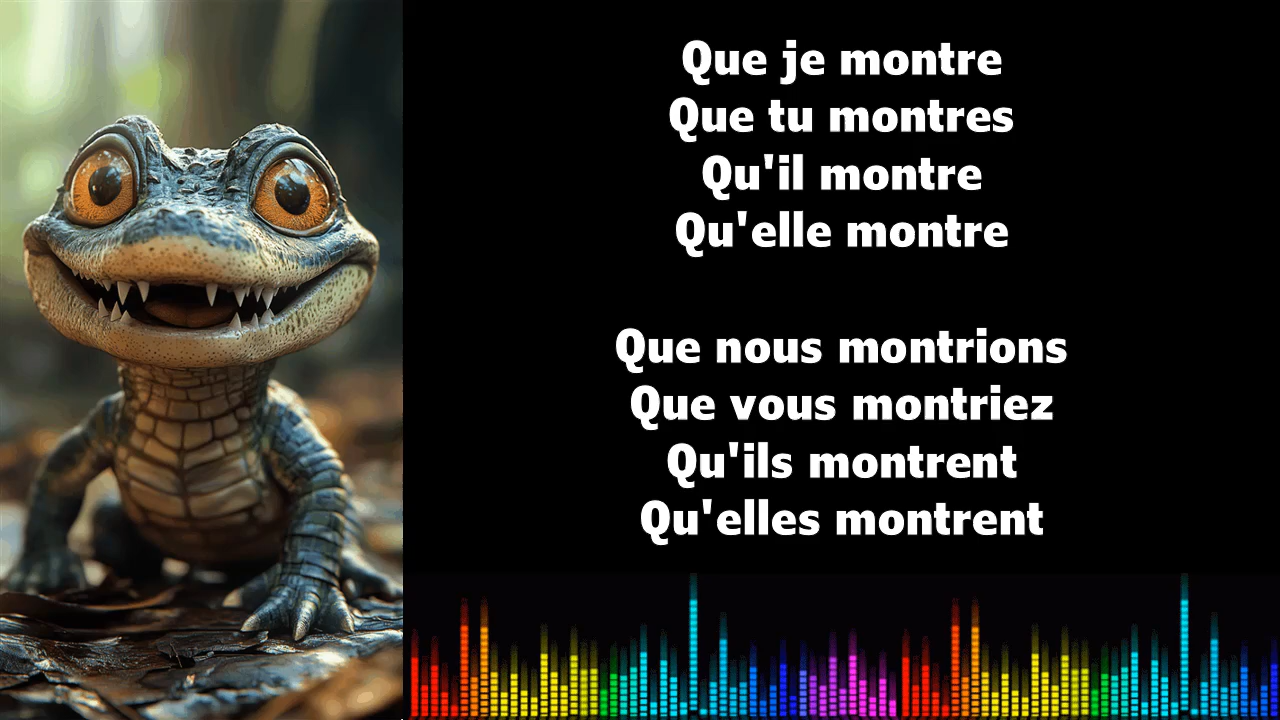 Que je montre
Que tu montres
Qu'il montre
Qu'elle montre
Que nous montrions
Que vous montriez
Qu'ils montrent
Qu'elles montrent